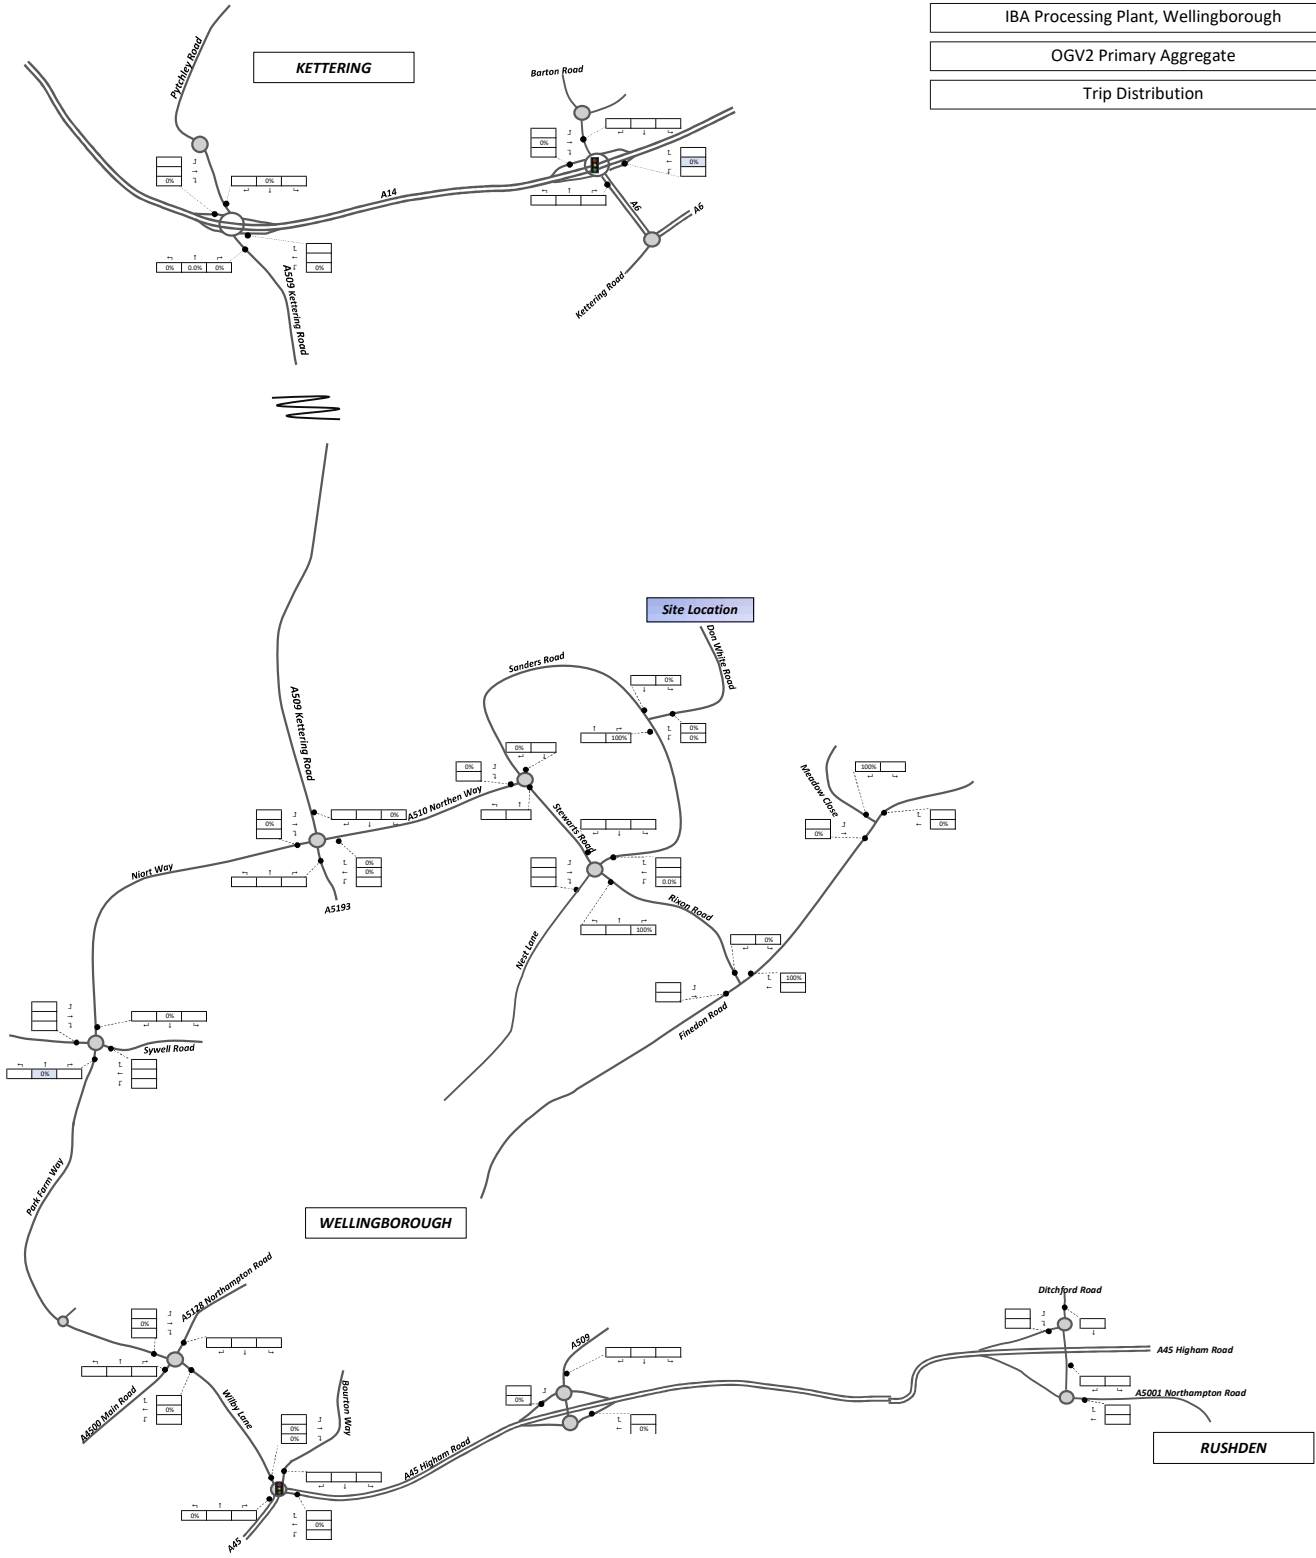 IBA Processing Plant, Wellingborough
OGV2 Primary Aggregate
Trip Distribution
KETTERING
Pytchley Road
Barton Road
0%
0%
0%
0%
A14
A6
A6
0%
0%
0.0%
0%
A509 Kettering Road
0%
Kettering Road
Site Location
Don White Road
Sanders Road
0%
100%
0%
0%
A509 Kettering Road
0%
0%
A510 Northen Way
Stewarts Road
Meadow Close
100%
0%
0%
0%
0%
0%
0%
Niort Way
A5193
0.0%
100%
Rixon Road
Nest Lane
0%
100%
Finedon Road
0%
Sywell Road
0%
Park Farm Way
WELLINGBOROUGH
A5128 Northampton Road
0%
0%
A4500 Main Road
Wilby Lane
Bourton Way
0%
0%
0%
0%
A45
A45 Higham Road
A509
0%
0%
Ditchford Road
A45 Higham Road
A5001 Northampton Road
RUSHDEN